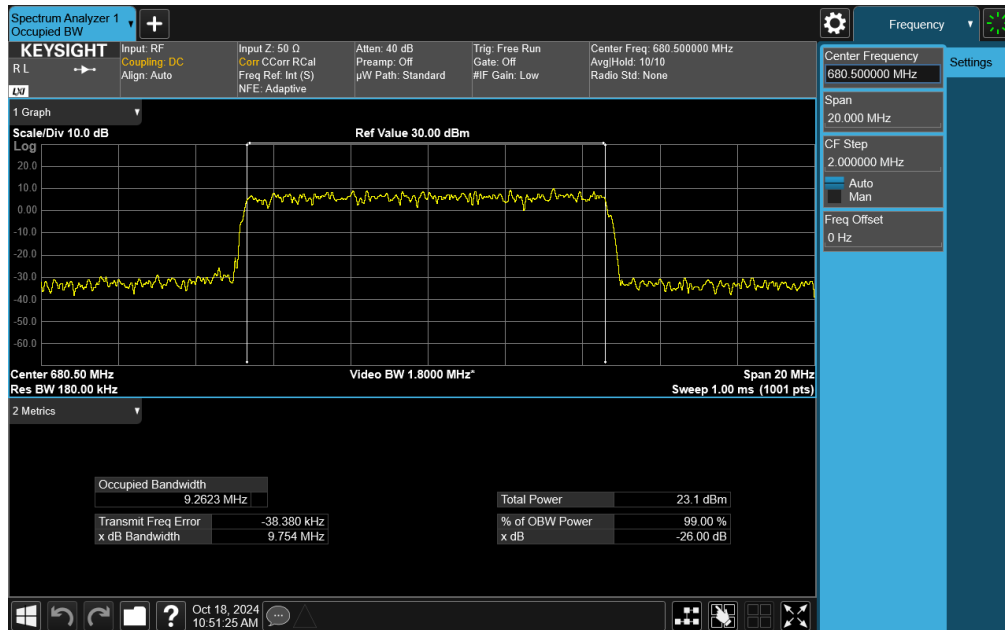 Spectrum Analyzer 1
Occupied BW
Frequency
KEYSIGHT
R L
LXI
Input: RF
Coupling: DC
Align: Auto
Input Z: 50 Ω
Corr CCorr RCal
Freq Ref: Int (S)
NFE: Adaptive
Atten: 40 dB
Preamp: Off
µW Path: Standard
Trig: Free Run
Gate: Off
#IF Gain: Low
Center Freq: 680.500000 MHz
Avg|Hold: 10/10
Radio Std: None
Center Frequency
680.500000 MHz
Settings
Span
20.000 MHz
CF Step
2.000000 MHz
Auto
Man
Freq Offset
0 Hz
1 Graph
Scale/Div 10.0 dB
Ref Value 30.00 dBm
Log
20.0
10.0
0.00
-10.0
-20.0
-30.0
-40.0
-50.0
-60.0
Center 680.50 MHz
Video BW 1.8000 MHz*
Span 20 MHz
Res BW 180.00 kHz
Sweep 1.00 ms (1001 pts)
2 Metrics
Occupied Bandwidth
9.2623 MHz
Total Power 23.1 dBm
Transmit Freq Error -38.380 kHz
% of OBW Power 99.00 %
x dB Bandwidth 9.754 MHz
x dB -26.00 dB
?
Oct 18, 2024
10:51:25 AM